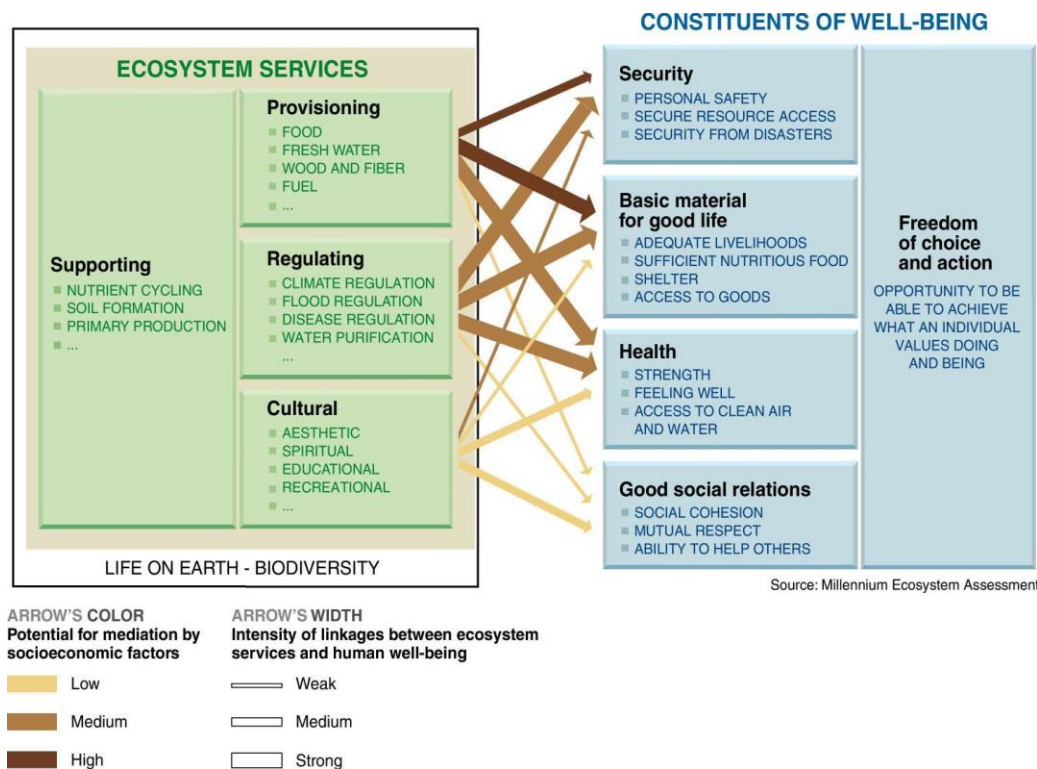 CONSTITUENTS OF WELL-BEING
ECOSYSTEM SERVICES
Supporting
NUTRIENT CYCLING
SOIL FORMATION
PRIMARY PRODUCTION
...
Provisioning
FOOD
FRESH WATER
WOOD AND FIBER
FUEL
...
Regulating
CLIMATE REGULATION
FLOOD REGULATION
DISEASE REGULATION
WATER PURIFICATION
...
Cultural
AESTHETIC
SPIRITUAL
EDUCATIONAL
RECREATIONAL
...
LIFE ON EARTH - BIODIVERSITY
Security
PERSONAL SAFETY
SECURE RESOURCE ACCESS
SECURITY FROM DISASTERS
Basic material
for good life
ADEQUATE LIVELIHOODS
SUFFICIENT NUTRITIOUS FOOD
SHELTER
ACCESS TO GOODS
Health
STRENGTH
FEELING WELL
ACCESS TO CLEAN AIR
AND WATER
Good social relations
SOCIAL COHESION
MUTUAL RESPECT
ABILITY TO HELP OTHERS
Freedom
of choice
and action
OPPORTUNITY TO BE
ABLE TO ACHIEVE
WHAT AN INDIVIDUAL
VALUES DOING
AND BEING
Source: Millennium Ecosystem Assessment
ARROW'S COLOR
Potential for mediation by
socioeconomic factors
Low
Medium
High
ARROW'S WIDTH
Intensity of linkages between ecosystem
services and human well-being
Weak
Medium
Strong